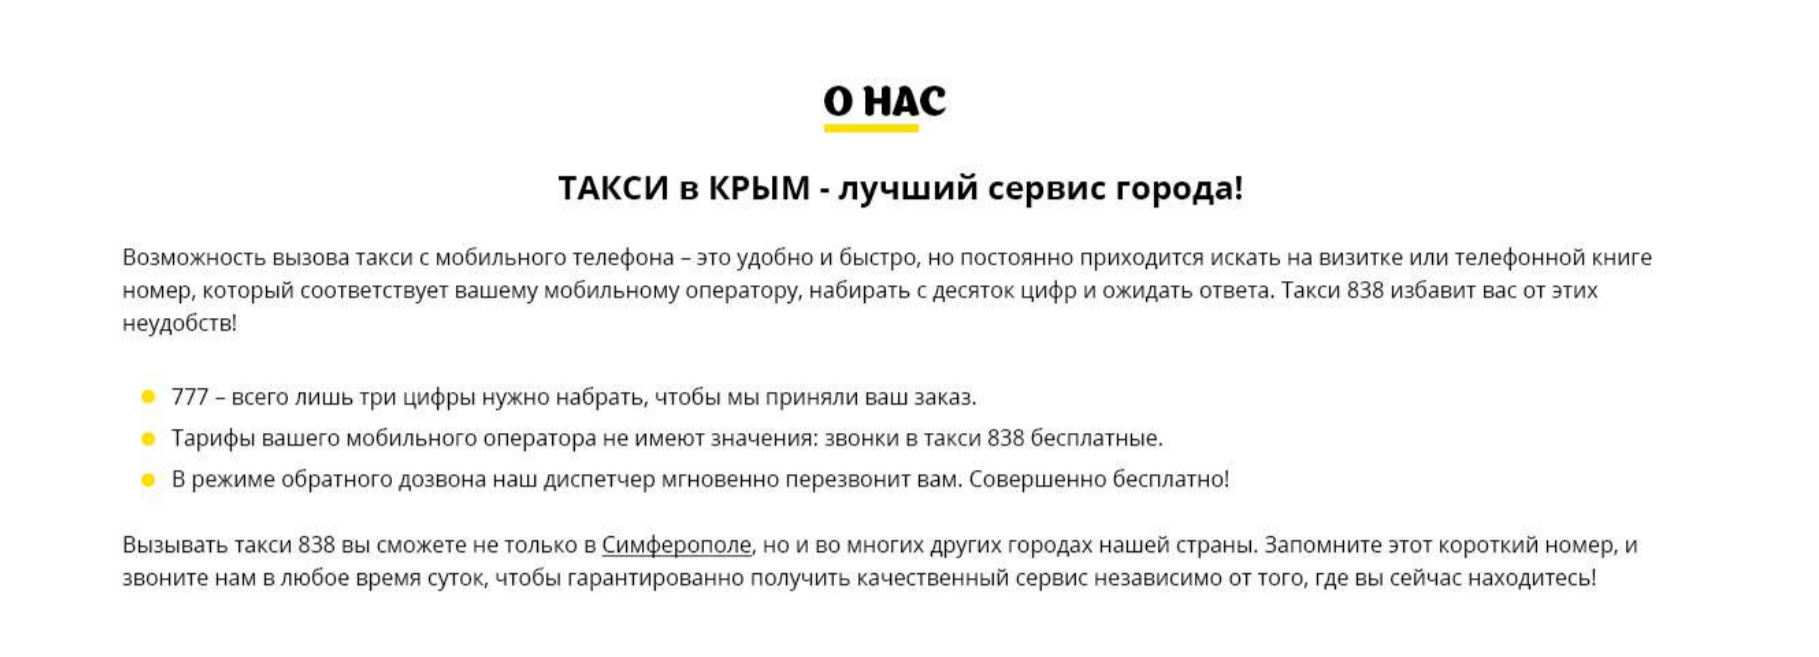 О НАС
ТАКСИ в КРЫМ - лучший сервис города!
Возможность вызова такси с мобильного телефона – это удобно и быстро, но постоянно приходится искать на визитке или телефонной книге
номер, который соответствует вашему мобильному оператору, набирать с десяток цифр и ожидать ответа. Такси 838 избавит вас от этих
неудобств!
777 – всего лишь три цифры нужно набрать, чтобы мы приняли ваш заказ.
Тарифы вашего мобильного оператора не имеют значения: звонки в такси 838 бесплатные.
В режиме обратного дозвона наш диспетчер мгновенно перезвонит вам. Совершенно бесплатно!
Вызывать такси 838 вы сможете не только в Симферополе, но и во многих других городах нашей страны. Запомните этот короткий номер, и
звоните нам в любое время суток, чтобы гарантированно получить качественный сервис независимо от того, где вы сейчас находитесь!